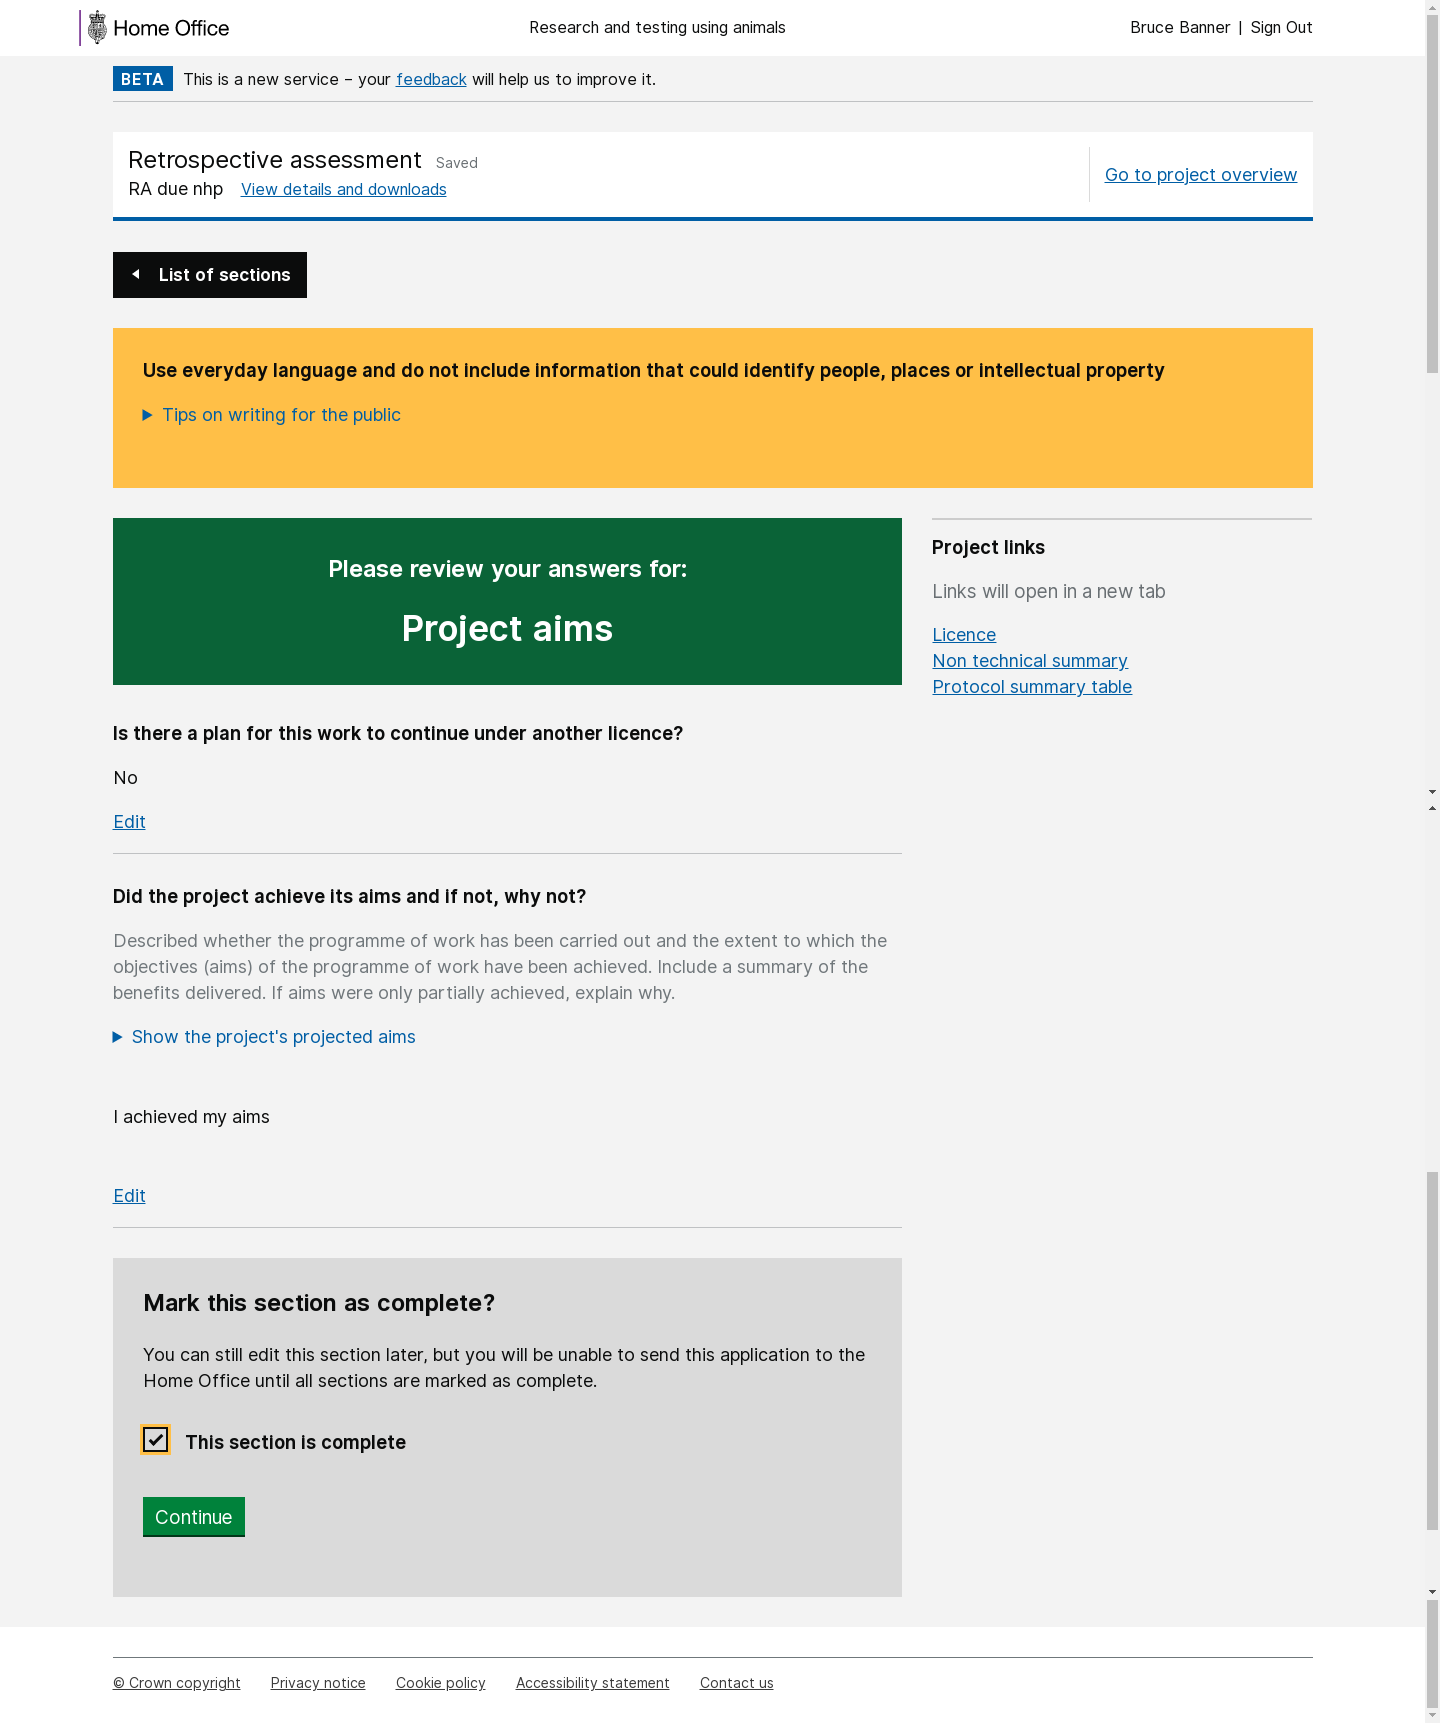 Home Office
Research and testing using animals
Bruce Banner | Sign Out
BETA This is a new service – your feedback will help us to improve it.
Retrospective assessment Saved
RA due nhp View details and downloads
Go to project overview
List of sections
Use everyday language and do not include information that could identify people, places or intellectual property
Tips on writing for the public
Please review your answers for:
Project aims
Project links
Links will open in a new tab
Licence
Non technical summary
Protocol summary table
Is there a plan for this work to continue under another licence?
No
Edit
Did the project achieve its aims and if not, why not?
Described whether the programme of work has been carried out and the extent to which the
objectives (aims) of the programme of work have been achieved. Include a summary of the
benefits delivered. If aims were only partially achieved, explain why.
Show the project's projected aims
I achieved my aims
Edit
Mark this section as complete?
You can still edit this section later, but you will be unable to send this application to the
Home Office until all sections are marked as complete.
This section is complete
Continue
© Crown copyright Privacy notice Cookie policy Accessibility statement Contact us